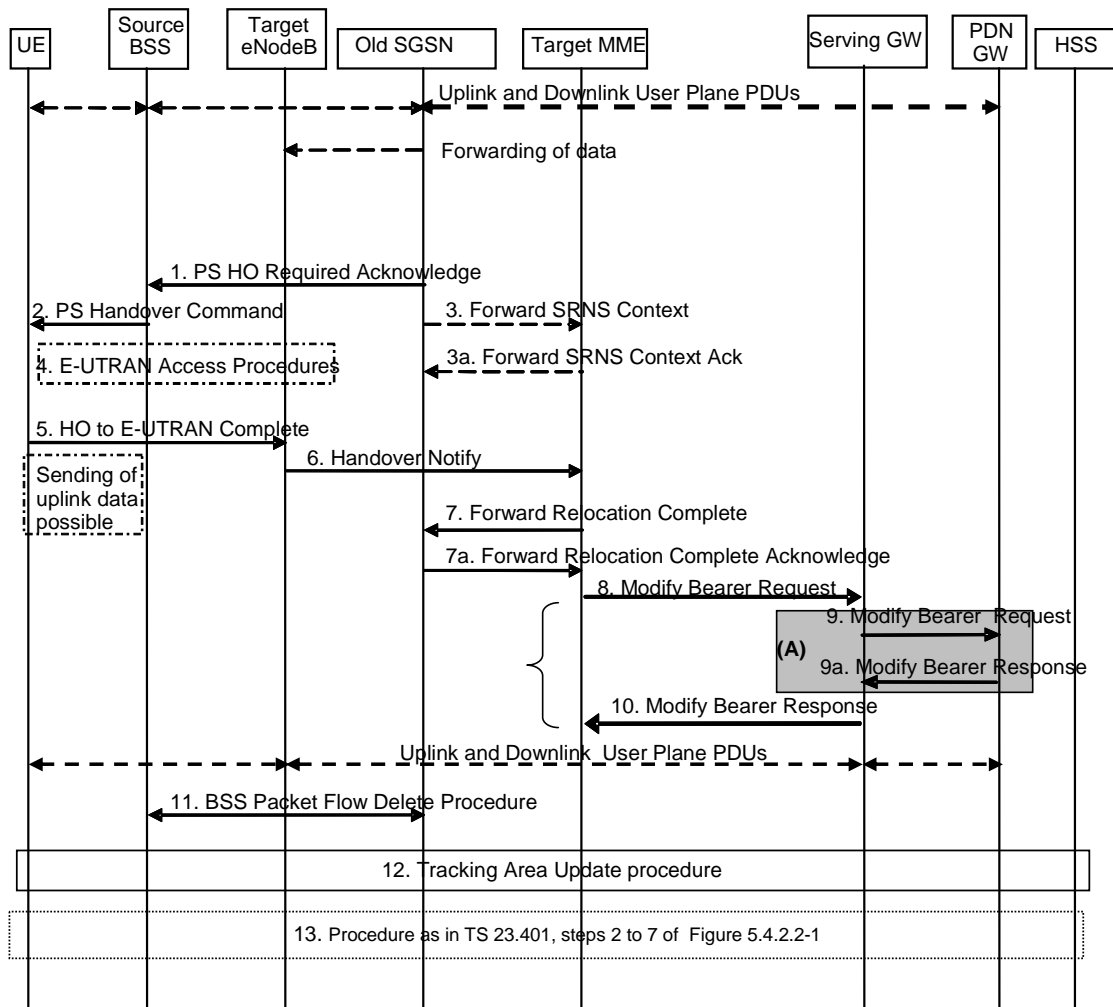 UE
Source
BSS
Target
eNodeB
Old SGSN
Target MME
Serving GW
PDN
GW
HSS
Uplink and Downlink User Plane PDUs
Forwarding of data
1. PS HO Required Acknowledge
2. PS Handover Command
3. Forward SRNS Context
4. E-UTRAN Access Procedures
3a. Forward SRNS Context Ack
5. HO to E-UTRAN Complete
6. Handover Notify
Sending of
uplink data
possible
7. Forward Relocation Complete
7a. Forward Relocation Complete Acknowledge
8. Modify Bearer Request
9. Modify Bearer Request
(A)
9a. Modify Bearer Response
10. Modify Bearer Response
Uplink and Downlink User Plane PDUs
11. BSS Packet Flow Delete Procedure
12. Tracking Area Update procedure
13. Procedure as in TS 23.401, steps 2 to 7 of Figure 5.4.2.2-1